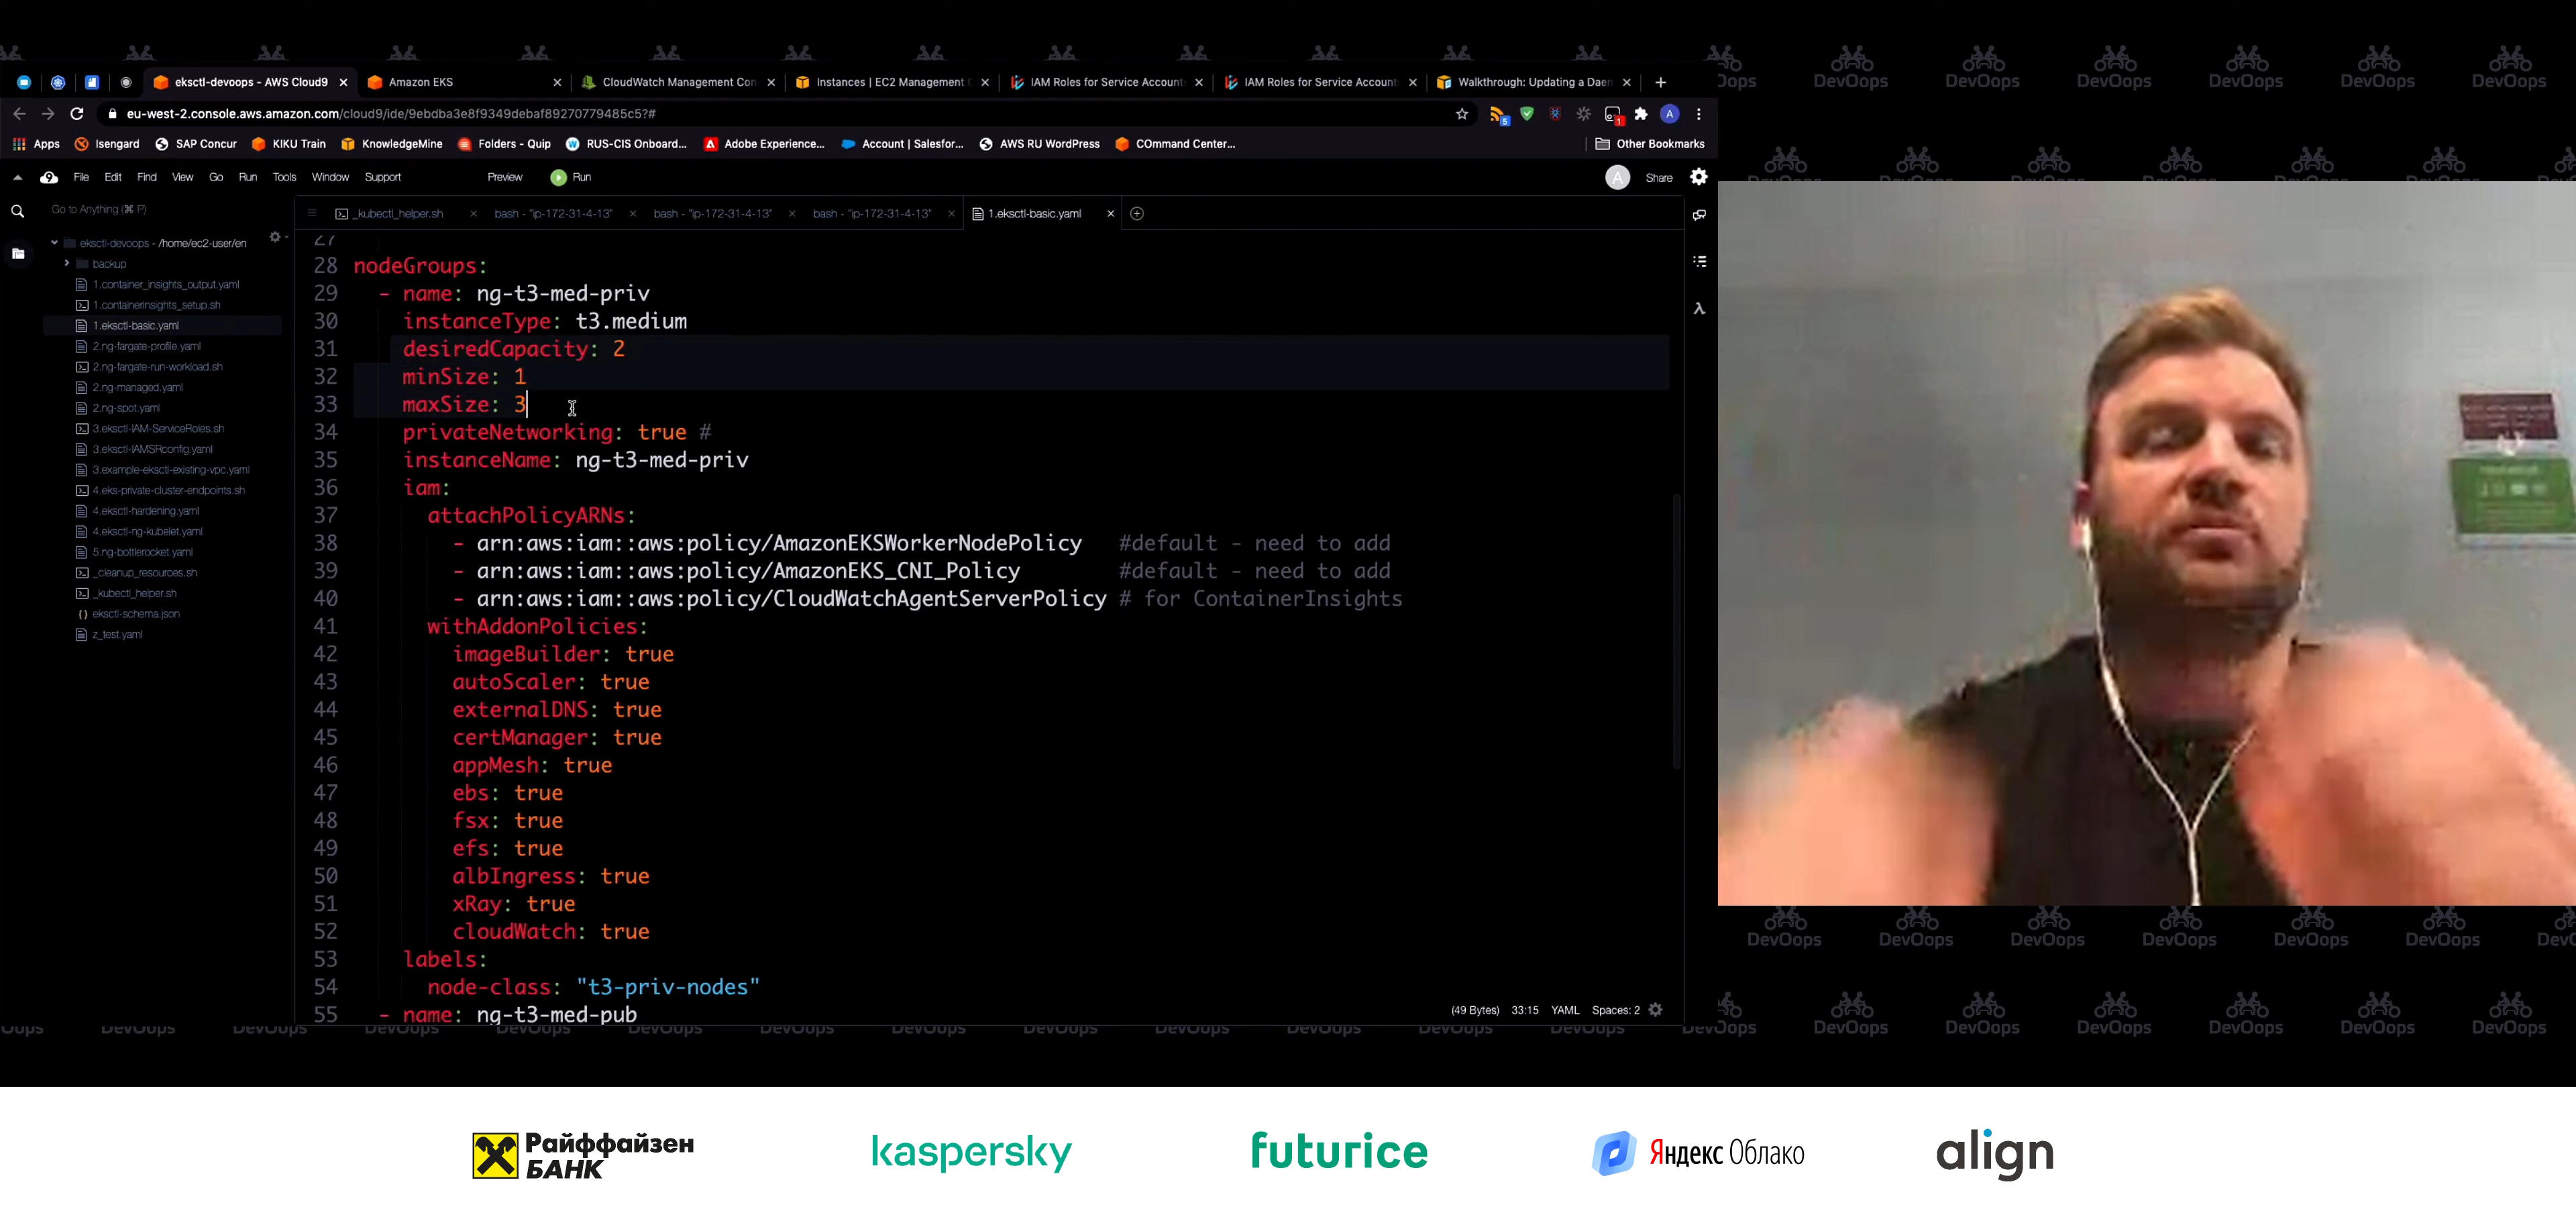 eksctl-devoops - AWS Cloud9
Amazon EKS
CloudWatch Management Con
Instances | EC2 Management
IAM Roles for Service Account
IAM Roles for Service Account
Walkthrough: Updating a Daem
eu-west-2.console.aws.amazon.com/cloud9/ide/9ebdba3e8f9349debaf89270779485c5?#
5
1
A
Apps
Isengard
SAP Concur
KIKU Train
KnowledgeMine
Folders - Quip
RUS-CIS Onboard...
Adobe Experience...
Account | Salesfor...
AWS RU WordPress
COmmand Center...
Other Bookmarks
9
File Edit Find View Go Run Tools Window Support
Preview
Run
A
Share
Go to Anything (⌘ P)
eksctl-devoops - /home/ec2-user/en
backup
1.container_insights_output.yaml
1.containerinsights_setup.sh
1.eksctl-basic.yaml
2.ng-fargate-profile.yaml
2.ng-fargate-run-workload.sh
2.ng-managed.yaml
2.ng-spot.yaml
3.eksctl-IAM-ServiceRoles.sh
3.eksctl-IAMSRconfig.yaml
3.example-eksctl-existing-vpc.yaml
4.eks-private-cluster-endpoints.sh
4.eksctl-hardening.yaml
4.eksctl-ng-kubelet.yaml
5.ng-bottlerocket.yaml
_cleanup_resources.sh
_kubectl_helper.sh
eksctl-schema.json
z_test.yaml
_kubectl_helper.sh
bash - "ip-172-31-4-13"
bash - "ip-172-31-4-13"
bash - "ip-172-31-4-13"
1.eksctl-basic.yaml
27
28 nodeGroups:
29 - name: ng-t3-med-priv
30 instanceType: t3.medium
31 desiredCapacity: 2
32 minSize: 1
33 maxSize: 3
34 privateNetworking: true #
35 instanceName: ng-t3-med-priv
36 iam:
37 attachPolicyARNs:
38 - arn:aws:iam::aws:policy/AmazonEKSWorkerNodePolicy #default - need to add
39 - arn:aws:iam::aws:policy/AmazonEKS_CNI_Policy #default - need to add
40 - arn:aws:iam::aws:policy/CloudWatchAgentServerPolicy # for ContainerInsights
41 withAddonPolicies:
42 imageBuilder: true
43 autoScaler: true
44 externalDNS: true
45 certManager: true
46 appMesh: true
47 ebs: true
48 fsx: true
49 efs: true
50 albIngress: true
51 xRay: true
52 cloudWatch: true
53 labels:
54 node-class: "t3-priv-nodes"
55 - name: ng-t3-med-pub
(49 Bytes) 33:15 YAML Spaces: 2
DevOops DevOops DevOops DevOops DevOops DevOops
Райффайзен
БАНК
kaspersky
futurice
Яндекс Облако
align